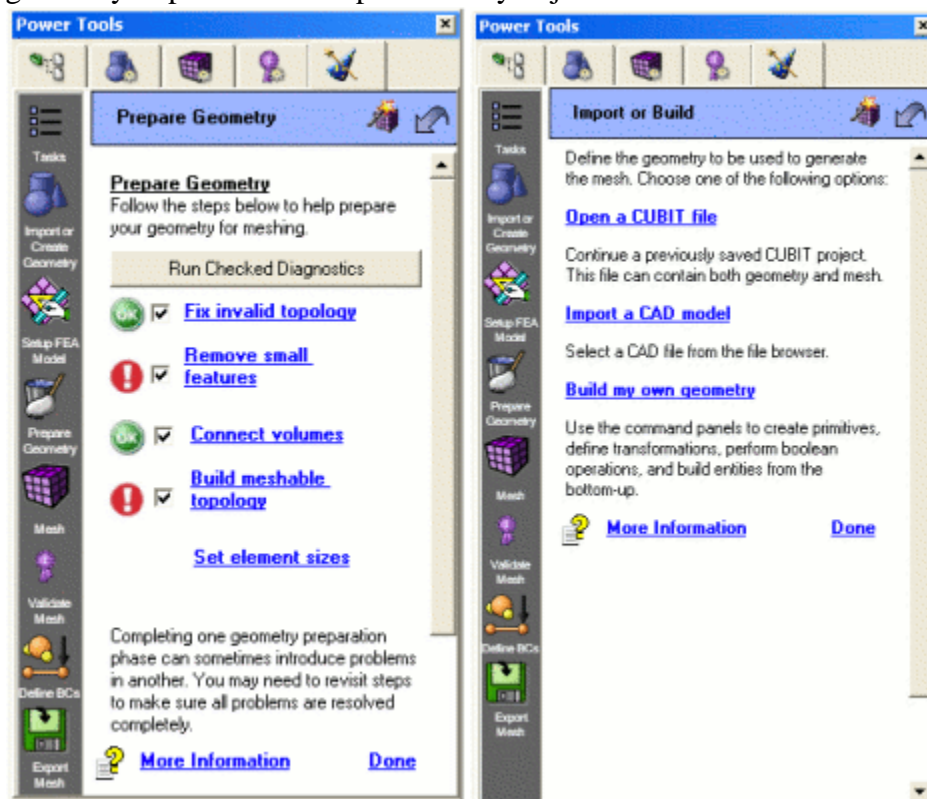 Power Tools
Prepare Geometry
Tasks
Import or
Create
Geometry
Setup FEA
Model
Prepare
Geometry
Mesh
Validate
Mesh
Define BCs
Export
Mesh
Prepare Geometry
Follow the steps below to help prepare
your geometry for meshing.
Run Checked Diagnostics
OK
Fix invalid topology
Remove small
features
OK
Connect volumes
Build meshable
topology
Set element sizes
Completing one geometry preparation
phase can sometimes introduce problems
in another. You may need to revisit steps
to make sure all problems are resolved
completely.
More Information Done
Power Tools
Import or Build
Tasks
Import or
Create
Geometry
Setup FEA
Model
Prepare
Geometry
Mesh
Validate
Mesh
Define BCs
Export
Mesh
Define the geometry to be used to generate
the mesh. Choose one of the following options:
Open a CUBIT file
Continue a previously saved CUBIT project.
This file can contain both geometry and mesh.
Import a CAD model
Select a CAD file from the file browser.
Build my own geometry
Use the command panels to create primitives,
define transformations, perform boolean
operations, and build entities from the
bottom-up.
More Information Done